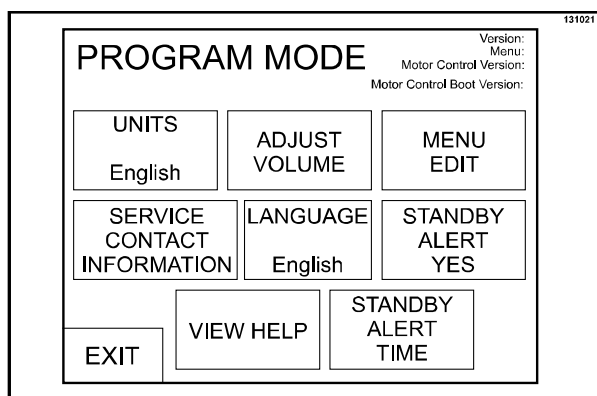 131021
PROGRAM MODE
Version:
Menu:
Motor Control Version:
Motor Control Boot Version:
UNITS
English
ADJUST
VOLUME
MENU
EDIT
SERVICE
CONTACT
INFORMATION
LANGUAGE
English
STANDBY
ALERT
YES
VIEW HELP
STANDBY
ALERT
TIME
EXIT